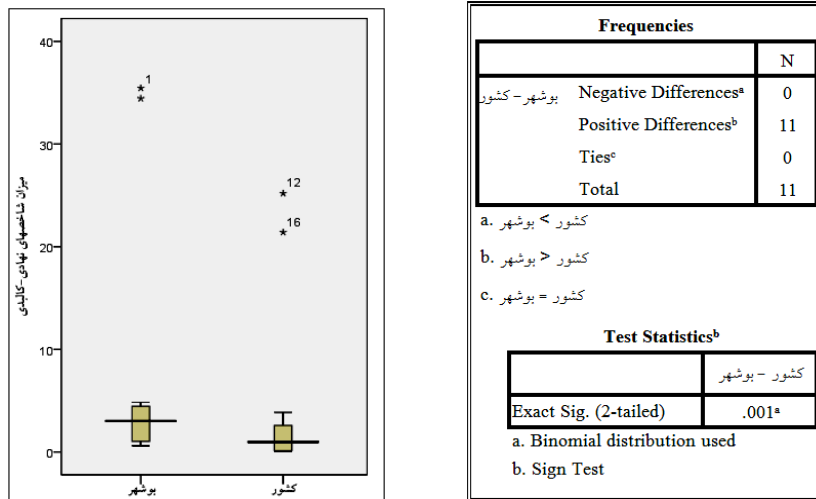 40
30
20
10
0
1
12
16
میزان شاخصهای نهادی-کالبدی
بوشهر
کشور
Frequencies
N
بوشهر - کشور Negative Differencesᵃ 0
Positive Differencesᵇ 11
Tiesᶜ 0
Total 11
a. کشور < بوشهر
b. کشور > بوشهر
c. کشور = بوشهر
Test Statisticsᵇ
کشور - بوشهر
Exact Sig. (2-tailed) .001ᵃ
a. Binomial distribution used
b. Sign Test